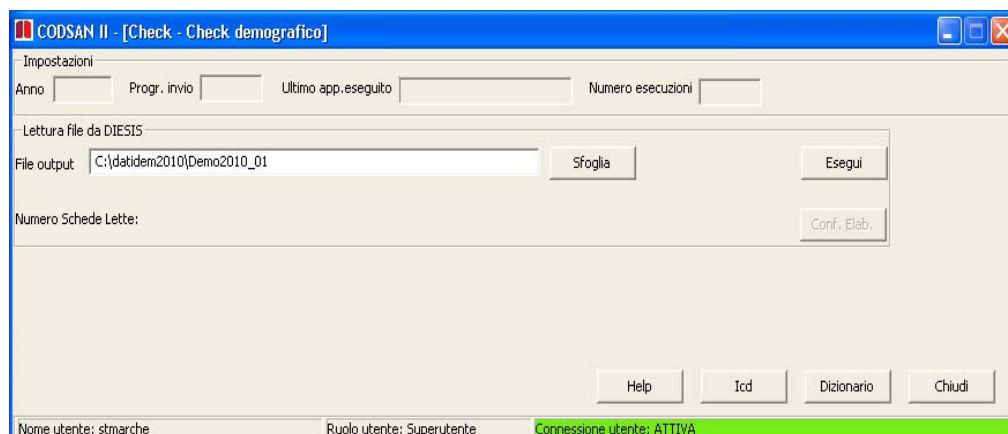 CODSAN II - [Check - Check demografico]
Impostazioni
Anno Progr. invio Ultimo app.eseguito Numero esecuzioni
Lettura file da DIESIS
File output C:\datidem2010\Demo2010_01 Sfoglia Esegui
Numero Schede Lette: Conf. Elab.
Help Icd Dizionario Chiudi
Nome utente: stmarche Ruolo utente: Superutente Connessione utente: ATTIVA